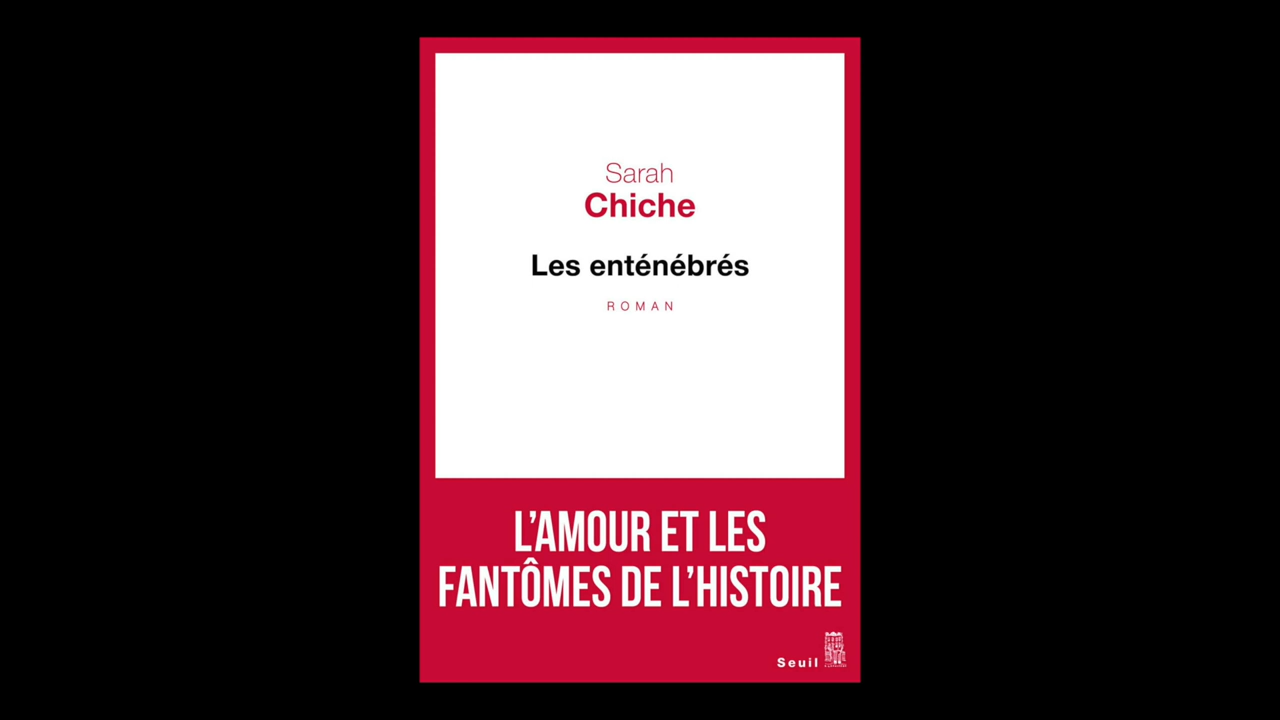 Sarah
Chiche
Les enténébrés
ROMAN
L’AMOUR ET LES
FANTÔMES DE L’HISTOIRE
Seuil